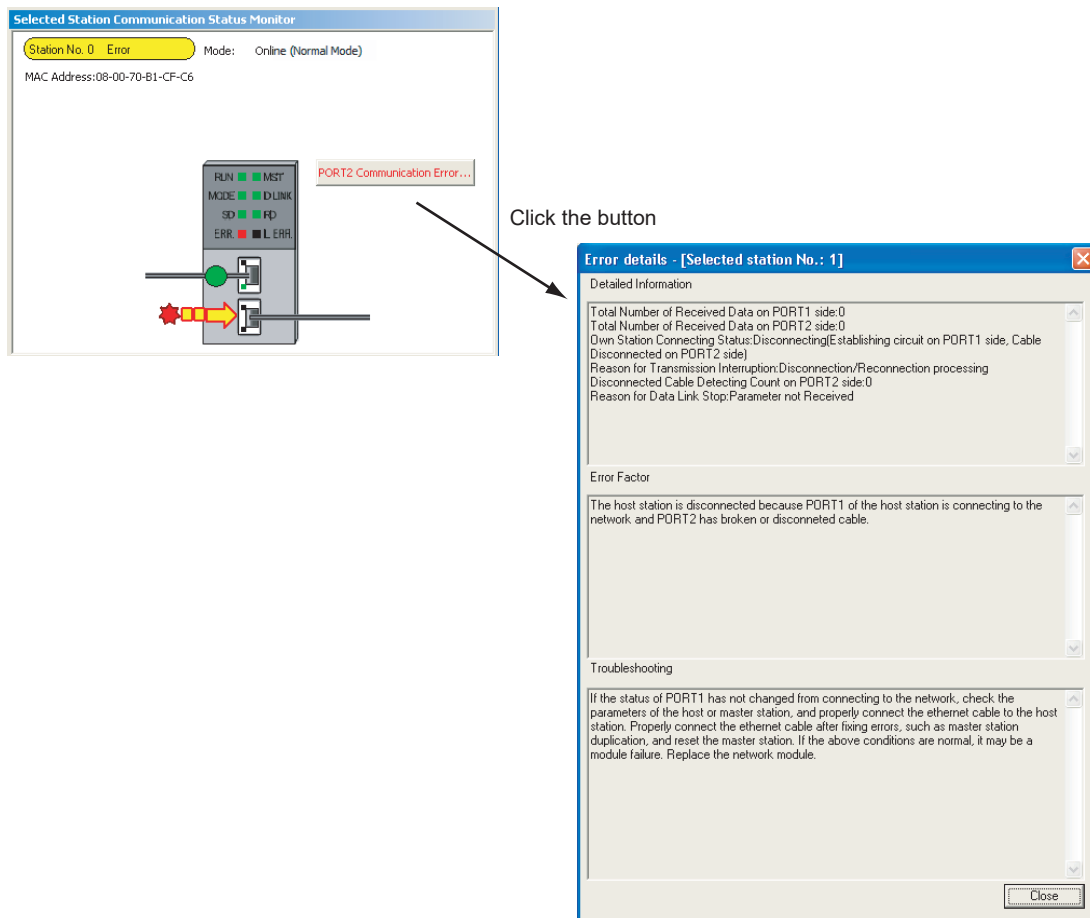 Selected Station Communication Status Monitor
Station No. 0 Error
Mode: Online (Normal Mode)
MAC Address:08-00-70-B1-CF-C6
RUN MST
MODE D LINK
SD RD
ERR. L ERR.
PORT2 Communication Error...
Click the button
Error details - [Selected station No.: 1]
Detailed Information
Total Number of Received Data on PORT1 side:0
Total Number of Received Data on PORT2 side:0
Own Station Connecting Status:Disconnecting(Establishing circuit on PORT1 side, Cable
Disconnected on PORT2 side)
Reason for Transmission Interruption:Disconnection/Reconnection processing
Disconnected Cable Detecting Count on PORT2 side:0
Reason for Data Link Stop:Parameter not Received
Error Factor
The host station is disconnected because PORT1 of the host station is connecting to the
network and PORT2 has broken or disconneted cable.
Troubleshooting
If the status of PORT1 has not changed from connecting to the network, check the
parameters of the host or master station, and properly connect the ethernet cable to the host
station. Properly connect the ethernet cable after fixing errors, such as master station
duplication, and reset the master station. If the above conditions are normal, it may be a
module failure. Replace the network module.
Close